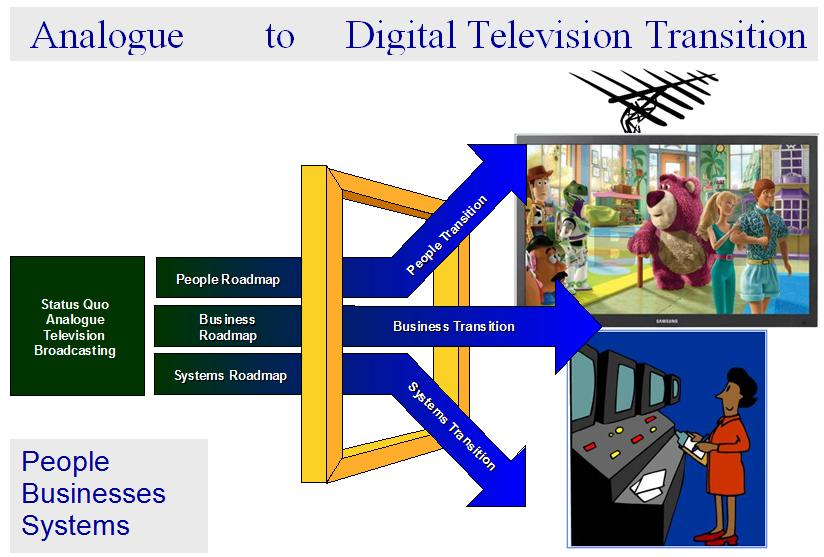 Analogue to Digital Television Transition
People Transition
People Roadmap
Status Quo
Analogue
Television
Broadcasting
Business
Roadmap
Business Transition
SAMSUNG
Systems Roadmap
Systems Transition
People
Businesses
Systems